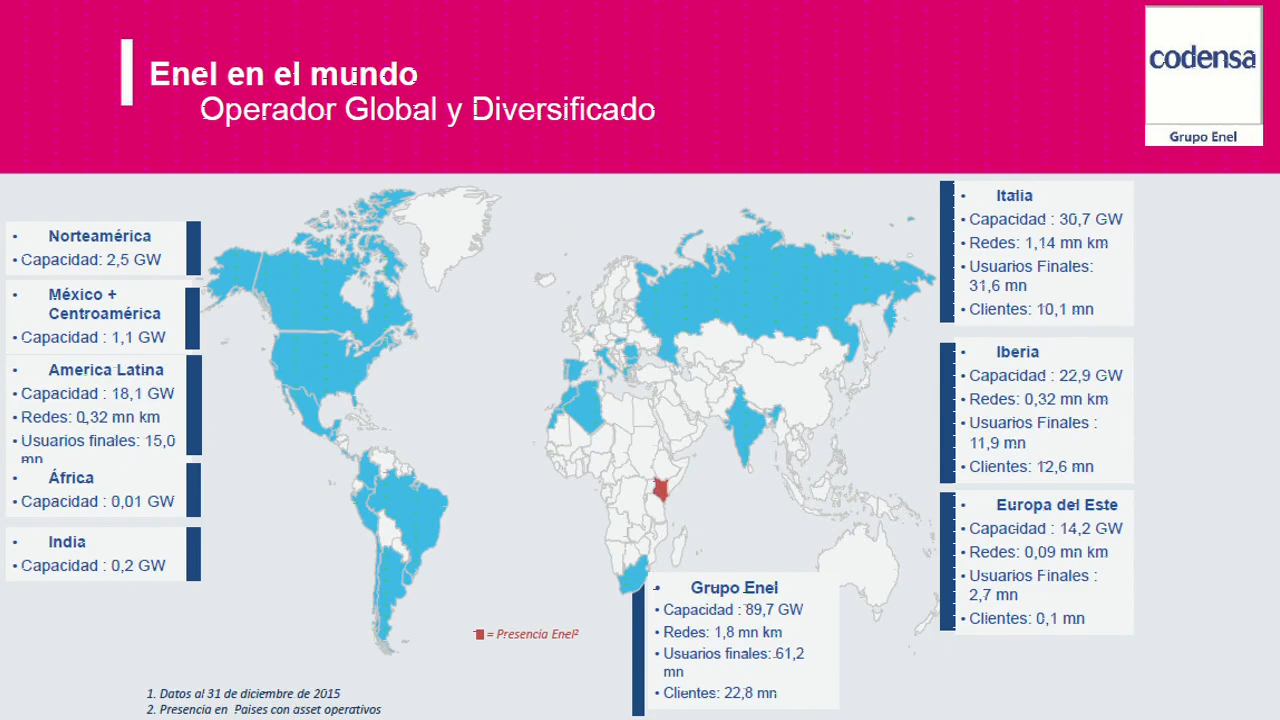 Enel en el mundo
Operador Global y Diversificado
codensa
Grupo Enel
• Norteamérica
• Capacidad: 2,5 GW
• México +
Centroamérica
• Capacidad : 1,1 GW
• America Latina
• Capacidad : 18,1 GW
• Redes: 0,32 mn km
• Usuarios finales: 15,0
mn
• África
• Capacidad : 0,01 GW
• India
• Capacidad : 0,2 GW
• Italia
• Capacidad : 30,7 GW
• Redes: 1,14 mn km
• Usuarios Finales:
31,6 mn
• Clientes: 10,1 mn
• Iberia
• Capacidad : 22,9 GW
• Redes: 0,32 mn km
• Usuarios Finales :
11,9 mn
• Clientes: 12,6 mn
• Europa del Este
• Capacidad : 14,2 GW
• Redes: 0,09 mn km
• Usuarios Finales :
2,7 mn
• Clientes: 0,1 mn
• Grupo Enel
• Capacidad : 89,7 GW
• Redes: 1,8 mn km
• Usuarios finales: 61,2
mn
• Clientes: 22,8 mn
= Presencia Enel²
1. Datos al 31 de diciembre de 2015
2. Presencia en Paises con asset operativos